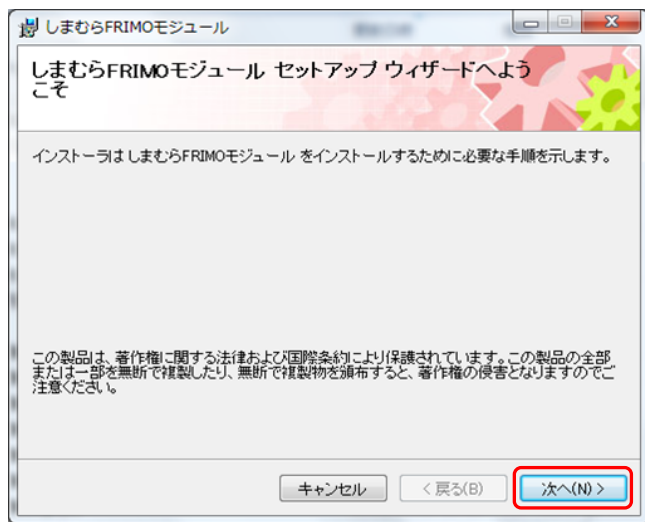 しまむらFRIMOモジュール
しまむらFRIMOモジュール セットアップ ウィザードへよう
こそ
インストーラは しまむらFRIMOモジュール をインストールするために必要な手順を示します。
この製品は、著作権に関する法律および国際条約により保護されています。この製品の全部
または一部を無断で複製したり、無断で複製物を頒布すると、著作権の侵害となりますのでご
注意ください。
キャンセル
< 戻る(B)
次へ(N) >